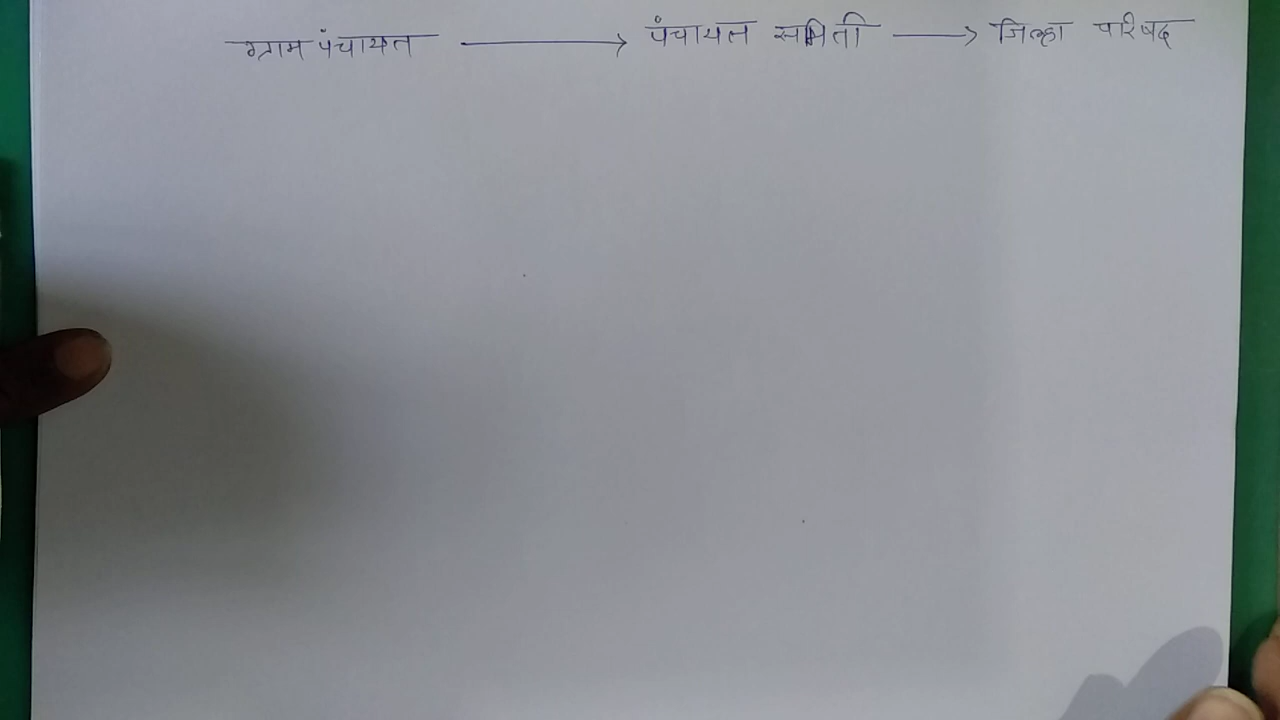 ग्राम पंचायत → पंचायत समिती → जिल्हा परिषद